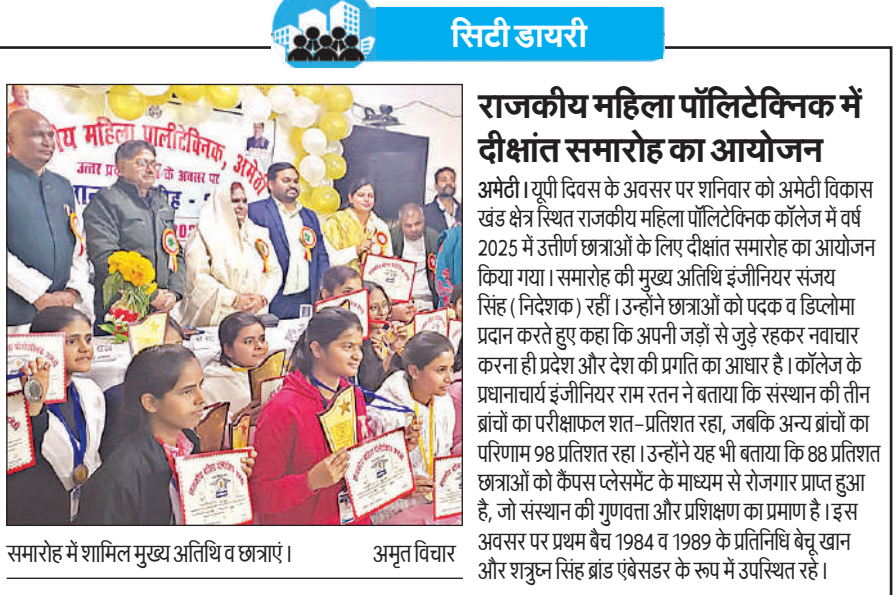 सिटी डायरी
राजकीय महिला पॉलिटेक्निक में
दीक्षांत समारोह का आयोजन
अमेठी। यूपी दिवस के अवसर पर शनिवार को अमेठी विकास
खंड क्षेत्र स्थित राजकीय महिला पॉलिटेक्निक कॉलेज में वर्ष
2025 में उत्तीर्ण छात्राओं के लिए दीक्षांत समारोह का आयोजन
किया गया। समारोह की मुख्य अतिथि इंजीनियर संजय
सिंह ( निदेशक ) रहीं। उन्होंने छात्राओं को पदक व डिप्लोमा
प्रदान करते हुए कहा कि अपनी जड़ों से जुड़े रहकर नवाचार
करना ही प्रदेश और देश की प्रगति का आधार है। कॉलेज के
प्रधानाचार्य इंजीनियर राम रतन ने बताया कि संस्थान की तीन
ब्रांचों का परीक्षाफल शत-प्रतिशत रहा, जबकि अन्य ब्रांचों का
परिणाम 98 प्रतिशत रहा। उन्होंने यह भी बताया कि 88 प्रतिशत
छात्राओं को कैंपस प्लेसमेंट के माध्यम से रोजगार प्राप्त हुआ
है, जो संस्थान की गुणवत्ता और प्रशिक्षण का प्रमाण है। इस
अवसर पर प्रथम बैच 1984 व 1989 के प्रतिनिधि बेचू खान
और शत्रुघ्न सिंह ब्रांड एंबेसडर के रूप में उपस्थित रहे।
य महिला पालीटेक्निक, अमेठी
उत्तर प्र के अवसर पर
समारोह में शामिल मुख्य अतिथि व छात्राएं। अमृत विचार